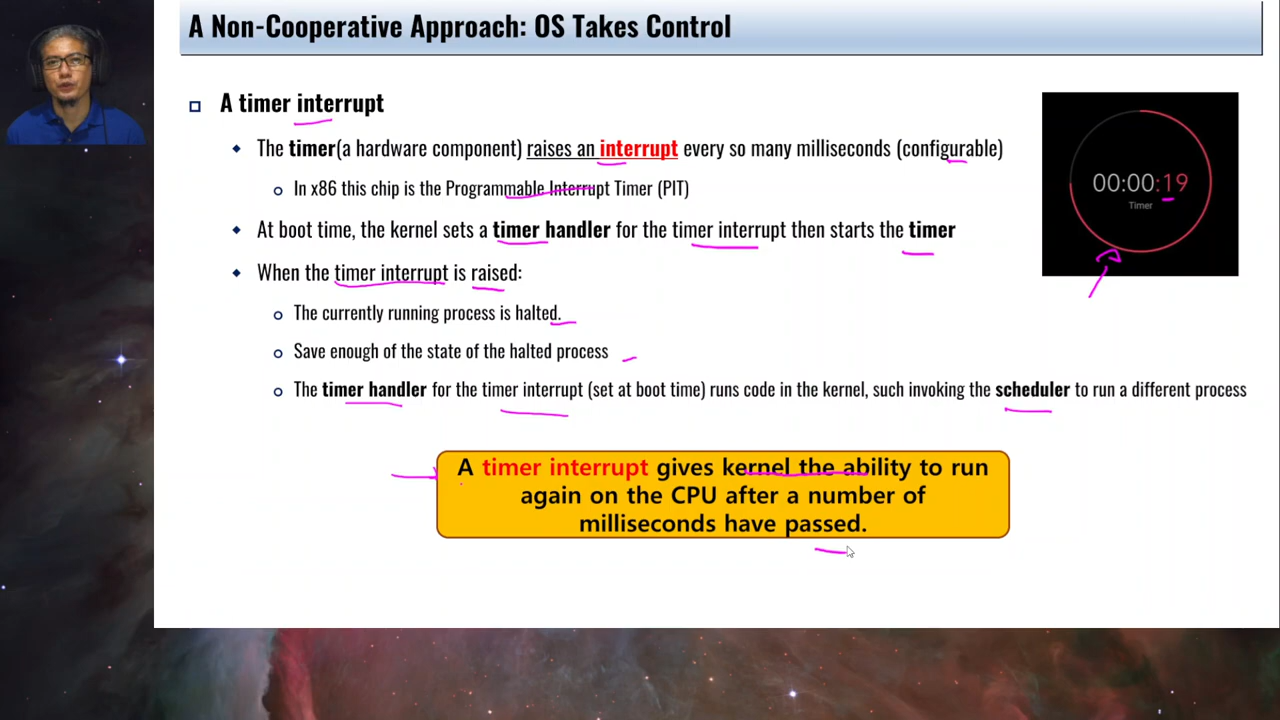 A Non-Cooperative Approach: OS Takes Control
A timer interrupt
The timer(a hardware component) raises an interrupt every so many milliseconds (configurable)
In x86 this chip is the Programmable Interrupt Timer (PIT)
At boot time, the kernel sets a timer handler for the timer interrupt then starts the timer
When the timer interrupt is raised:
The currently running process is halted.
Save enough of the state of the halted process
The timer handler for the timer interrupt (set at boot time) runs code in the kernel, such invoking the scheduler to run a different process
00:00:19
Timer
A timer interrupt gives kernel the ability to run
again on the CPU after a number of
milliseconds have passed.